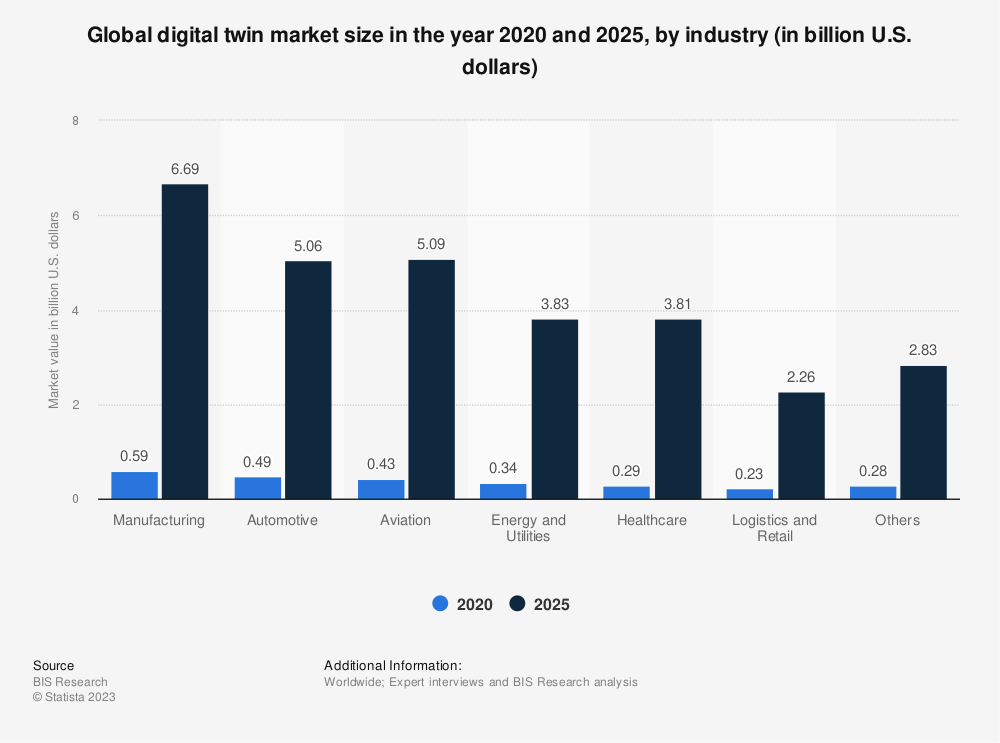 Global digital twin market size in the year 2020 and 2025, by industry (in billion U.S.
dollars)
Market value in billion U.S. dollars
8
6
4
2
0
0.59
6.69
0.49
5.06
0.43
5.09
0.34
3.83
0.29
3.81
0.23
2.26
0.28
2.83
Manufacturing
Automotive
Aviation
Energy and
Utilities
Healthcare
Logistics and
Retail
Others
2020
2025
Source
BIS Research
© Statista 2023
Additional Information:
Worldwide; Expert interviews and BIS Research analysis